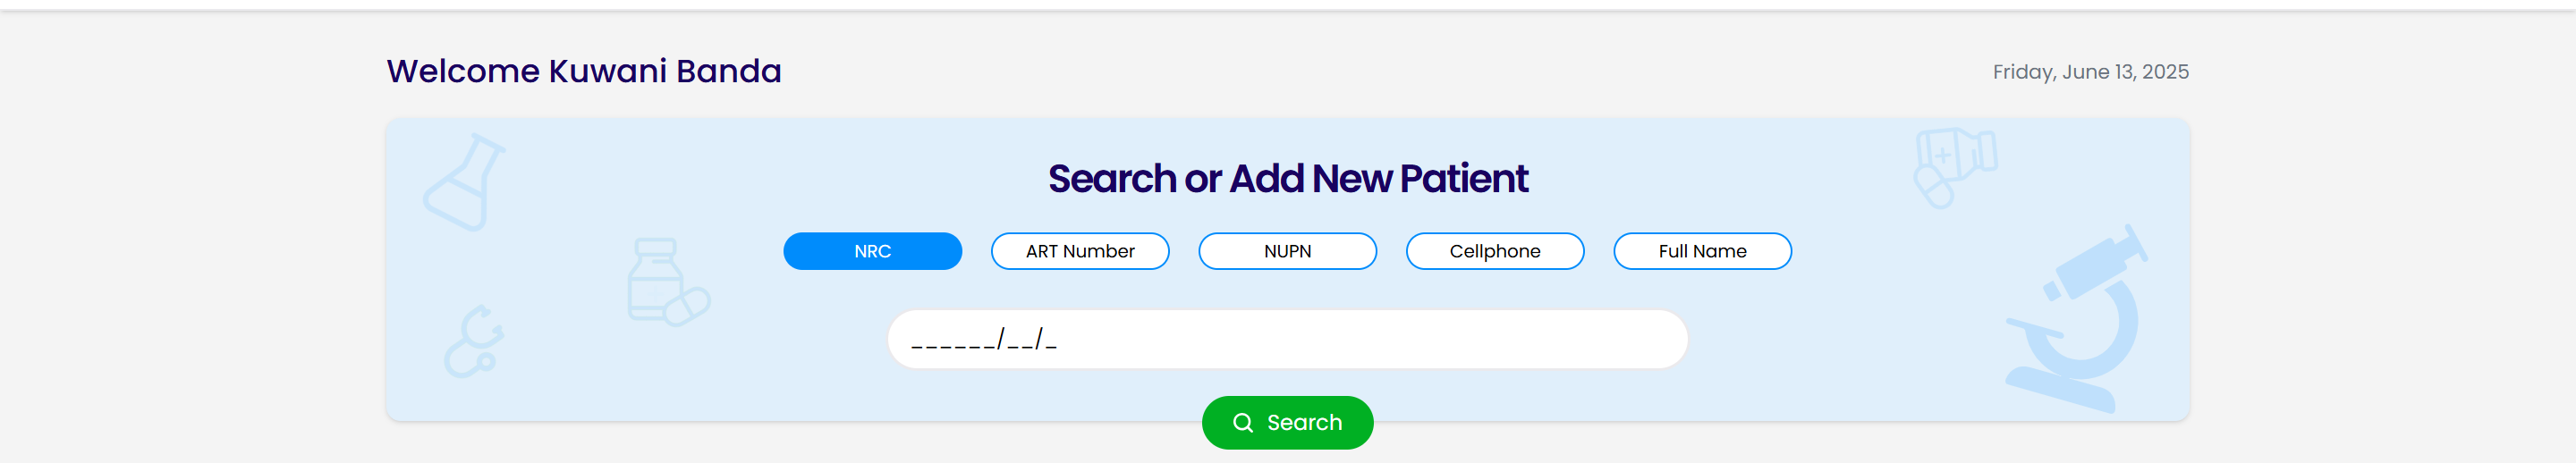 Welcome Kuwani Banda
Friday, June 13, 2025
Search or Add New Patient
NRC
ART Number
NUPN
Cellphone
Full Name
______/__/_
Search